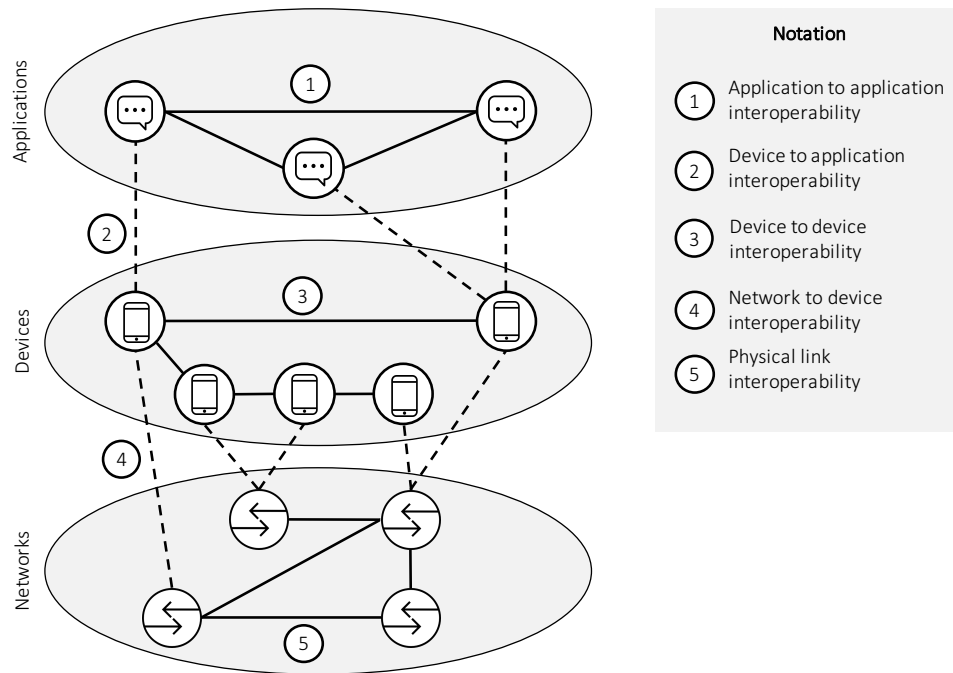 Applications
1
2
Devices
3
4
Networks
5
Notation
1
Application to application
interoperability
2
Device to application
interoperability
3
Device to device
interoperability
4
Network to device
interoperability
5
Physical link
interoperability